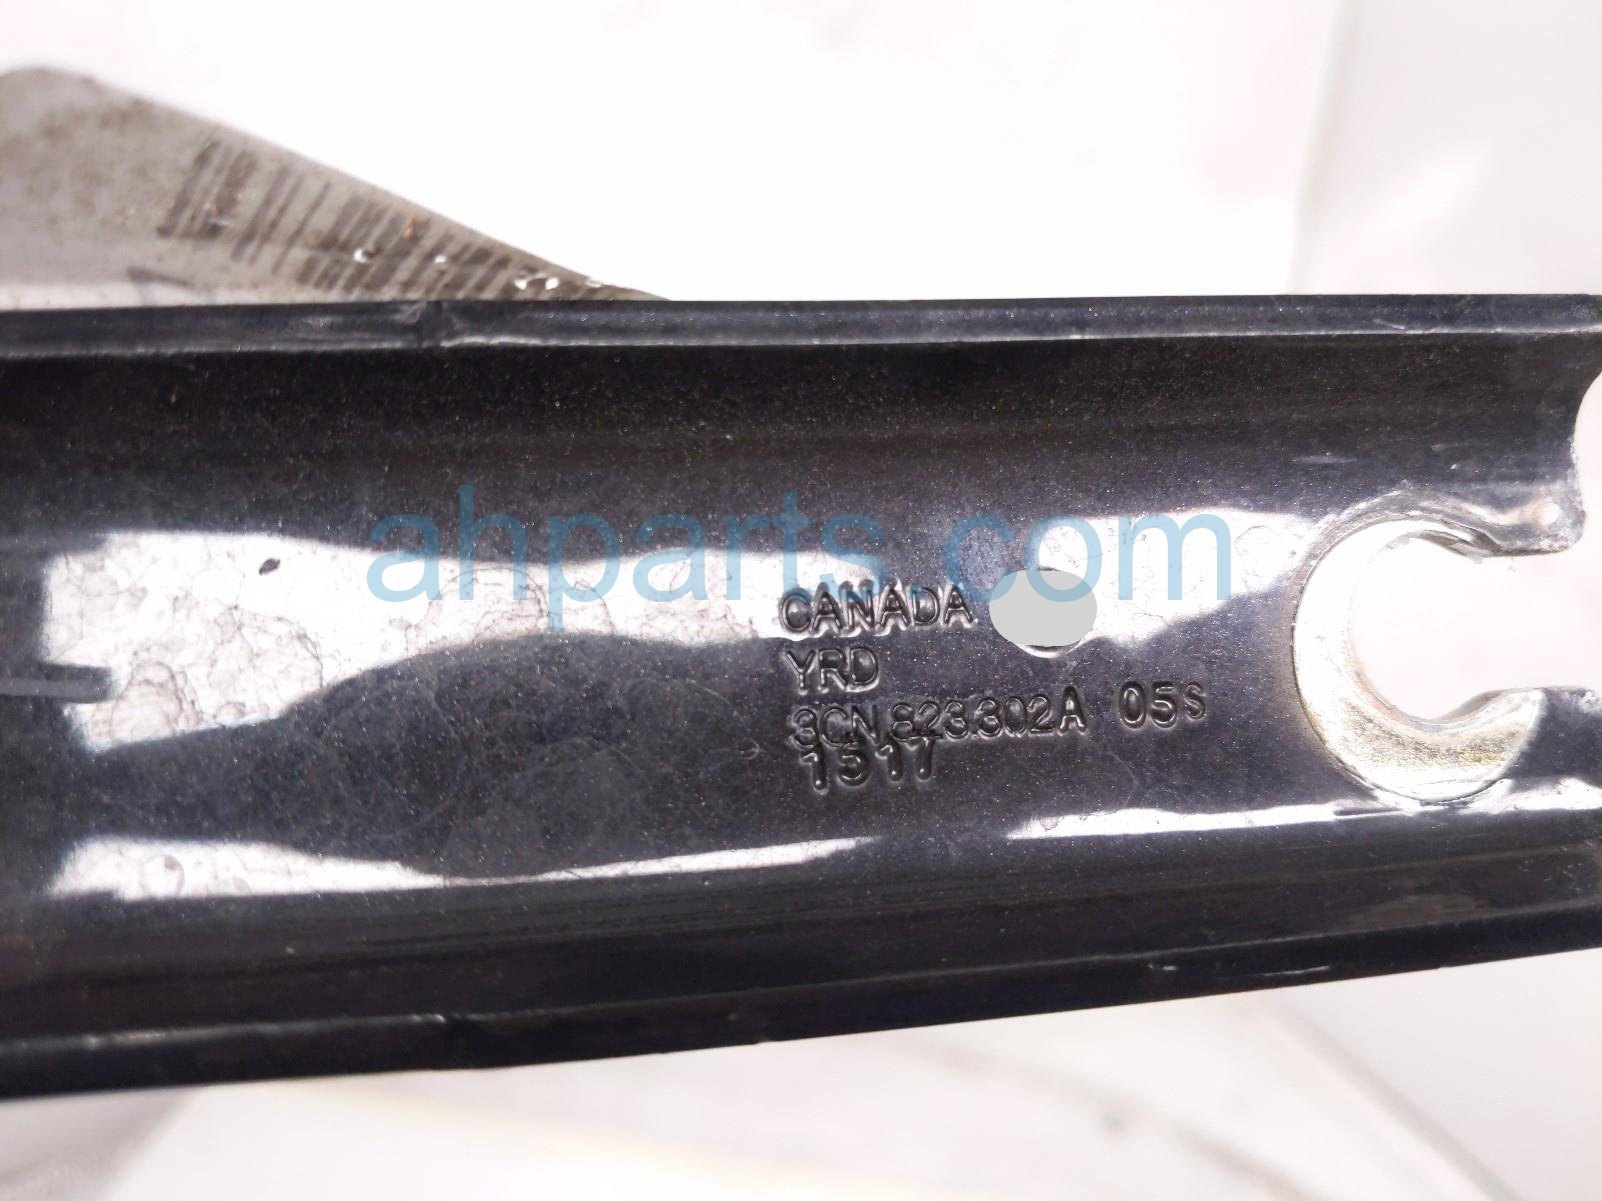 ahparts.com
CANADA
YRD
3CN.823.302A 05S
1517